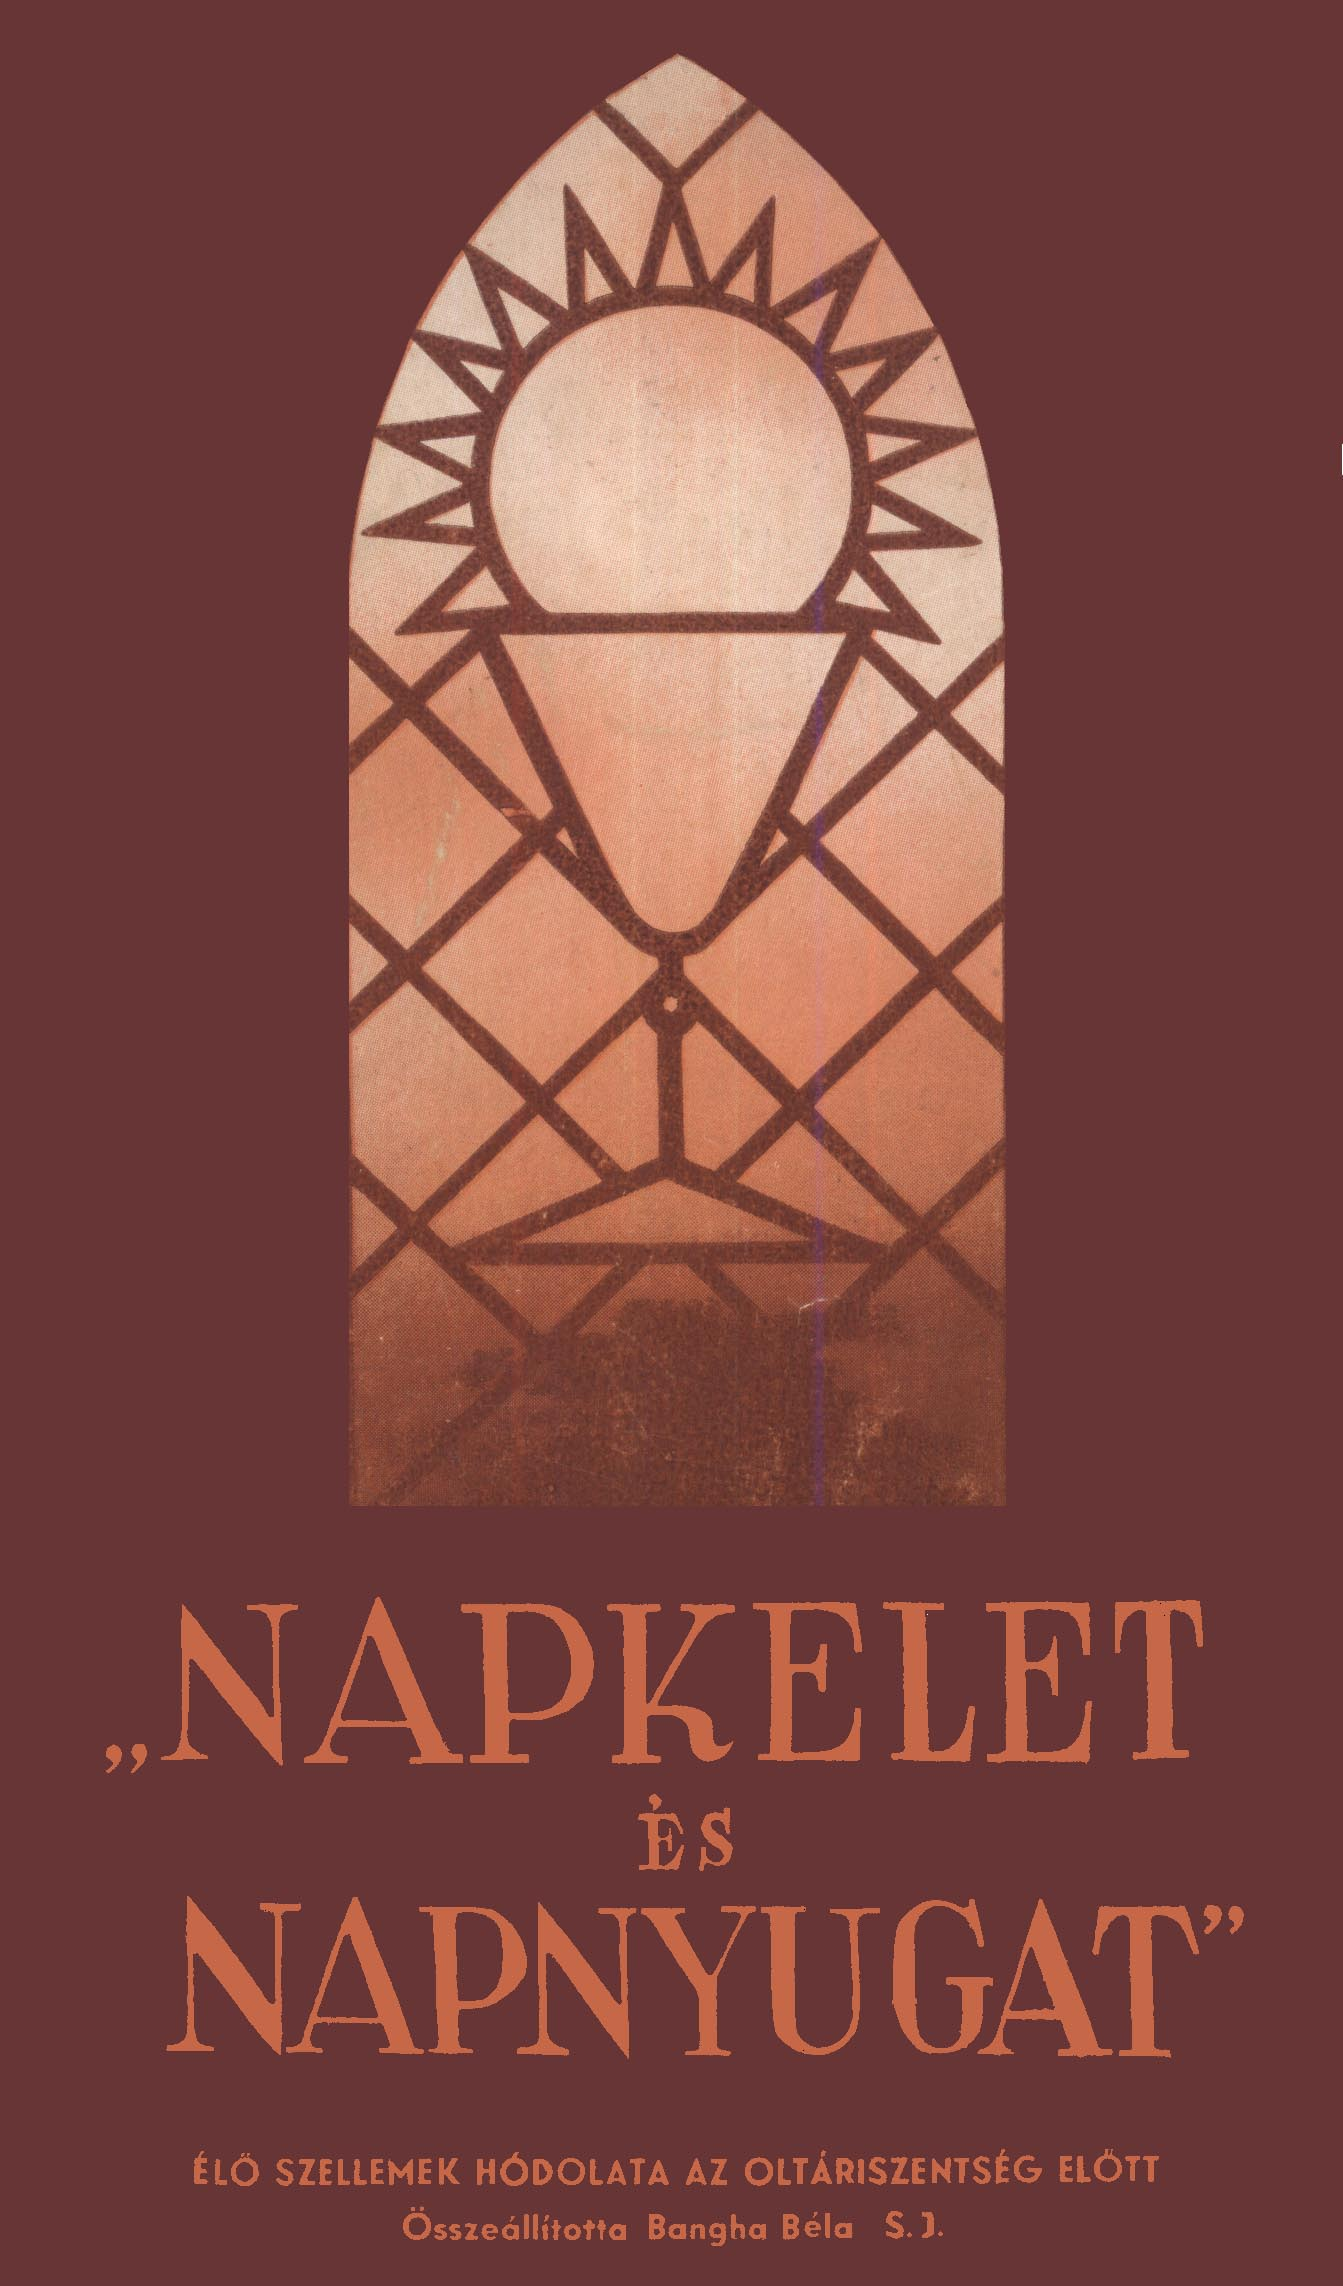 „NAPKELET
ÉS
NAPNYUGAT”
ÉLŐ SZELLEMEK HÓDOLATA AZ OLTÁRISZENTSÉG ELŐTT
Összeállította Bangha Béla S. J.